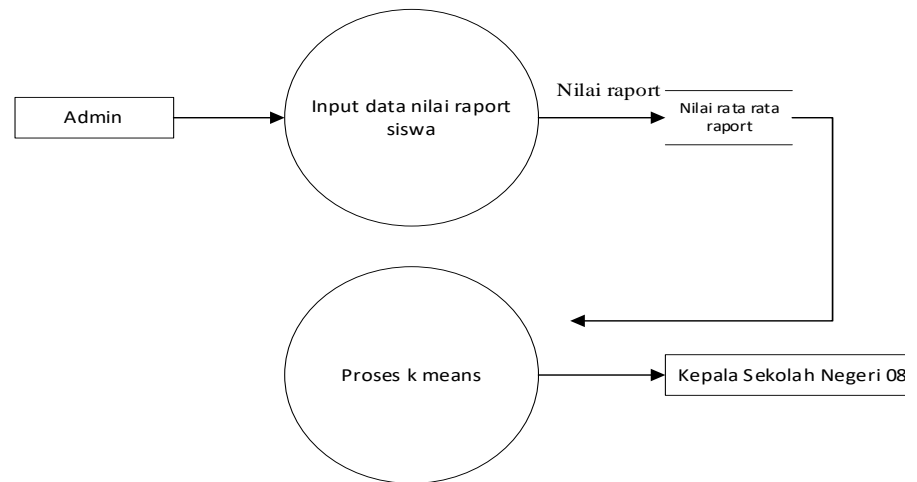 Admin
Input data nilai raport
siswa
Nilai raport
Nilai rata rata
raport
Proses k means
Kepala Sekolah Negeri 08